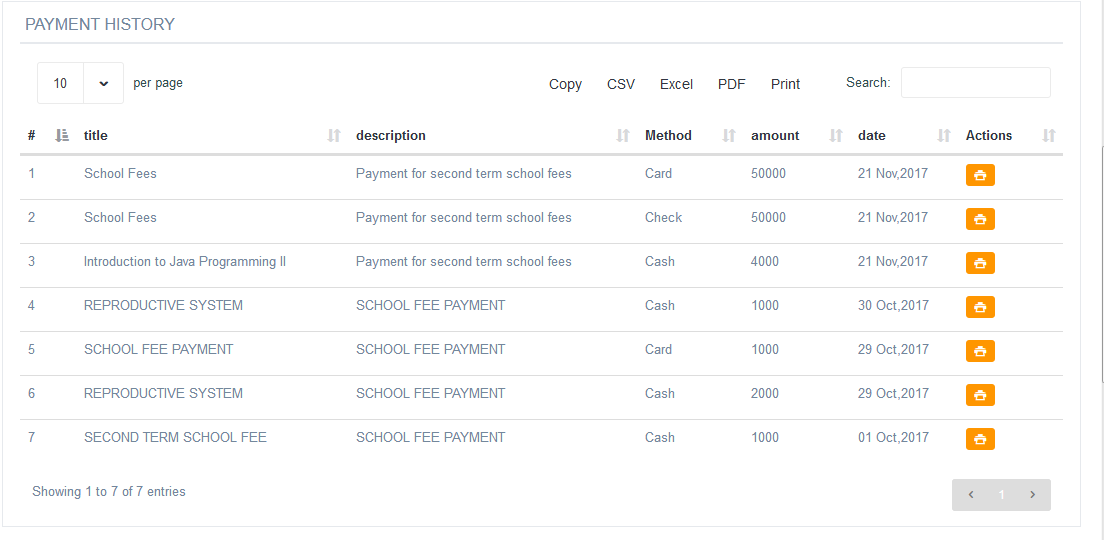 PAYMENT HISTORY
10 per page Copy CSV Excel PDF Print Search:
# title description Method amount date Actions
1 School Fees Payment for second term school fees Card 50000 21 Nov,2017
2 School Fees Payment for second term school fees Check 50000 21 Nov,2017
3 Introduction to Java Programming II Payment for second term school fees Cash 4000 21 Nov,2017
4 REPRODUCTIVE SYSTEM SCHOOL FEE PAYMENT Cash 1000 30 Oct,2017
5 SCHOOL FEE PAYMENT SCHOOL FEE PAYMENT Card 1000 29 Oct,2017
6 REPRODUCTIVE SYSTEM SCHOOL FEE PAYMENT Cash 2000 29 Oct,2017
7 SECOND TERM SCHOOL FEE SCHOOL FEE PAYMENT Cash 1000 01 Oct,2017
Showing 1 to 7 of 7 entries 1